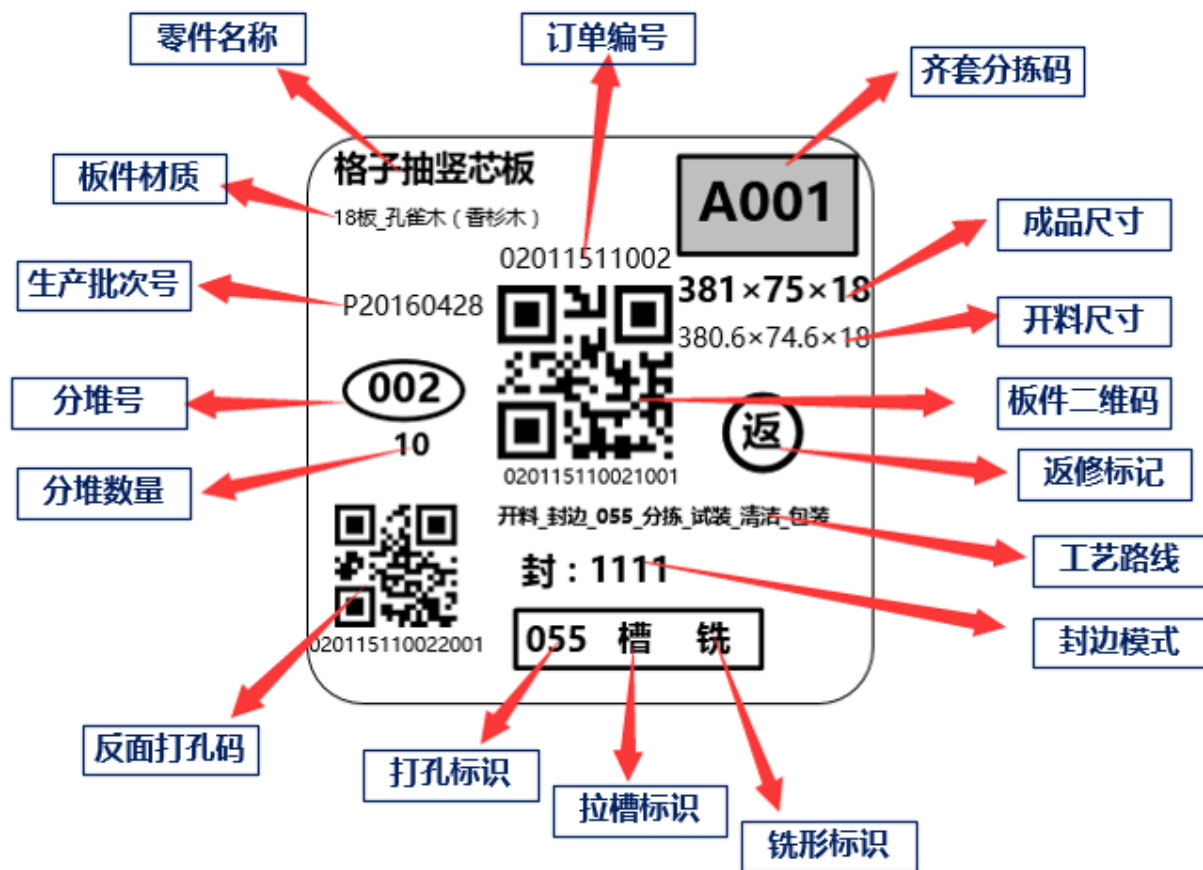 零件名称
订单编号
齐套分拣码
板件材质
格子抽竖芯板
18板_孔雀木（香杉木）
A001
成品尺寸
02011511002
生产批次号
P20160428
381×75×18
380.6×74.6×18
开料尺寸
分堆号
002
板件二维码
10
返
分堆数量
020115110021001
返修标记
开料_封边_055_分拣_试装_清洁_包装
工艺路线
封：1111
020115110022001
055 槽 铣
封边模式
反面打孔码
打孔标识
拉槽标识
铣形标识